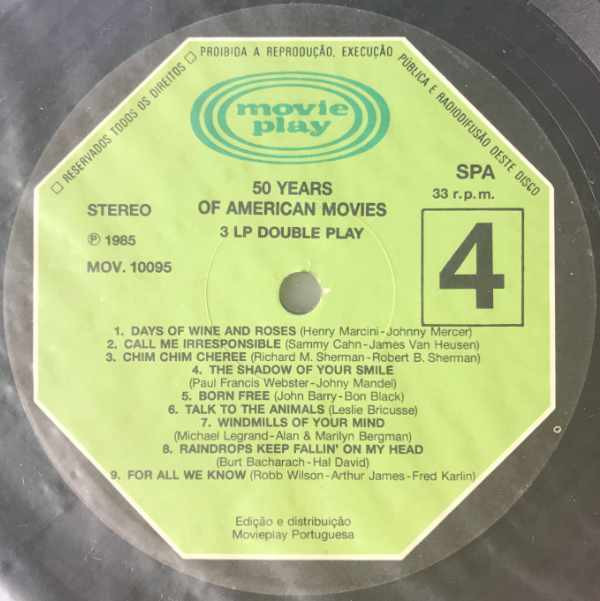 □ RESERVADOS TODOS OS DIREITOS □ PROIBIDA A REPRODUÇÃO, EXECUÇÃO PÚBLICA E RADIODIFUSÃO DESTE DISCO
movie
play
SPA
33 r.p.m.
50 YEARS
STEREO
OF AMERICAN MOVIES
3 LP DOUBLE PLAY
4
Ⓟ 1985
MOV. 10095
1. DAYS OF WINE AND ROSES (Henry Marcini-Johnny Mercer)
2. CALL ME IRRESPONSIBLE (Sammy Cahn-James Van Heusen)
3. CHIM CHIM CHEREE (Richard M. Sherman-Robert B. Sherman)
4. THE SHADOW OF YOUR SMILE
(Paul Francis Webster-Johny Mandel)
5. BORN FREE (John Barry-Bon Black)
6. TALK TO THE ANIMALS (Leslie Bricusse)
7. WINDMILLS OF YOUR MIND
(Michael Legrand-Alan & Marilyn Bergman)
8. RAINDROPS KEEP FALLIN' ON MY HEAD
(Burt Bacharach-Hal David)
9. FOR ALL WE KNOW (Robb Wilson-Arthur James-Fred Karlin)
Edição e distribuição
Movieplay Portuguesa